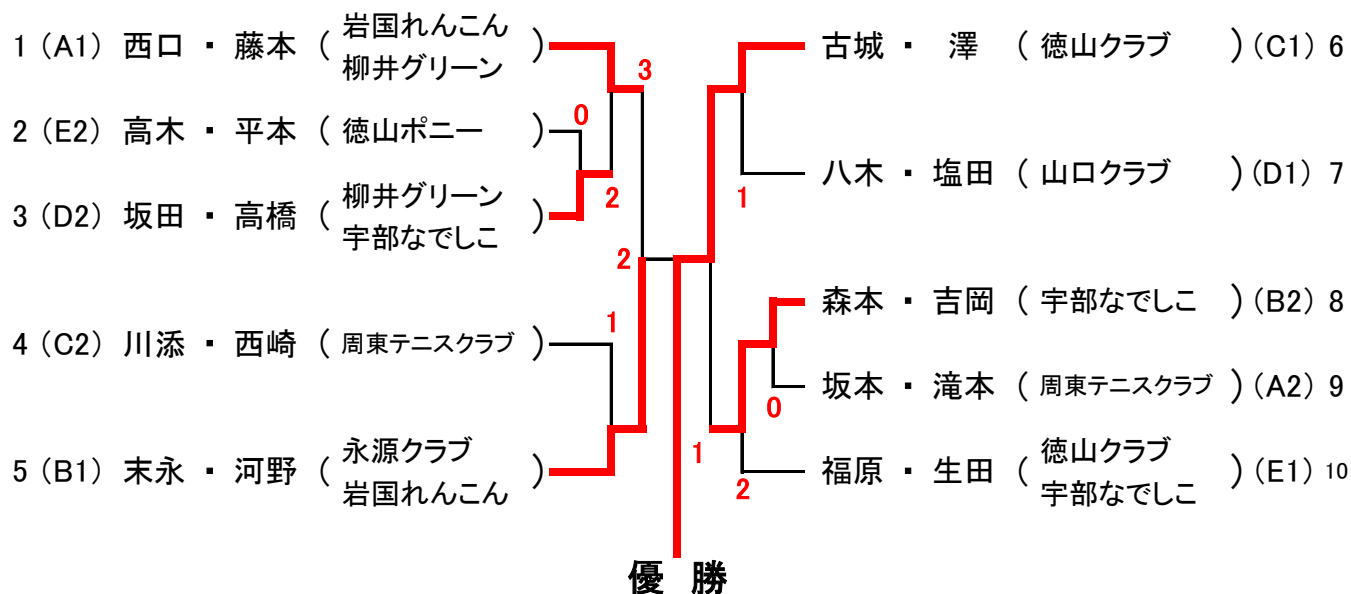 1 (A1) 西口 ・ 藤本 ( 岩国れんこん
柳井グリーン )
2 (E2) 高木 ・ 平本 ( 徳山ポニー )
3 (D2) 坂田 ・ 高橋 ( 柳井グリーン
宇部なでしこ )
4 (C2) 川添 ・ 西崎 ( 周東テニスクラブ )
5 (B1) 末永 ・ 河野 ( 永源クラブ
岩国れんこん )
3
0
2
2
1
古城 ・ 澤 ( 徳山クラブ ) (C1) 6
八木 ・ 塩田 ( 山口クラブ ) (D1) 7
森本 ・ 吉岡 ( 宇部なでしこ ) (B2) 8
坂本 ・ 滝本 ( 周東テニスクラブ ) (A2) 9
福原 ・ 生田 ( 徳山クラブ
宇部なでしこ ) (E1) 10
1
0
1
2
優 勝